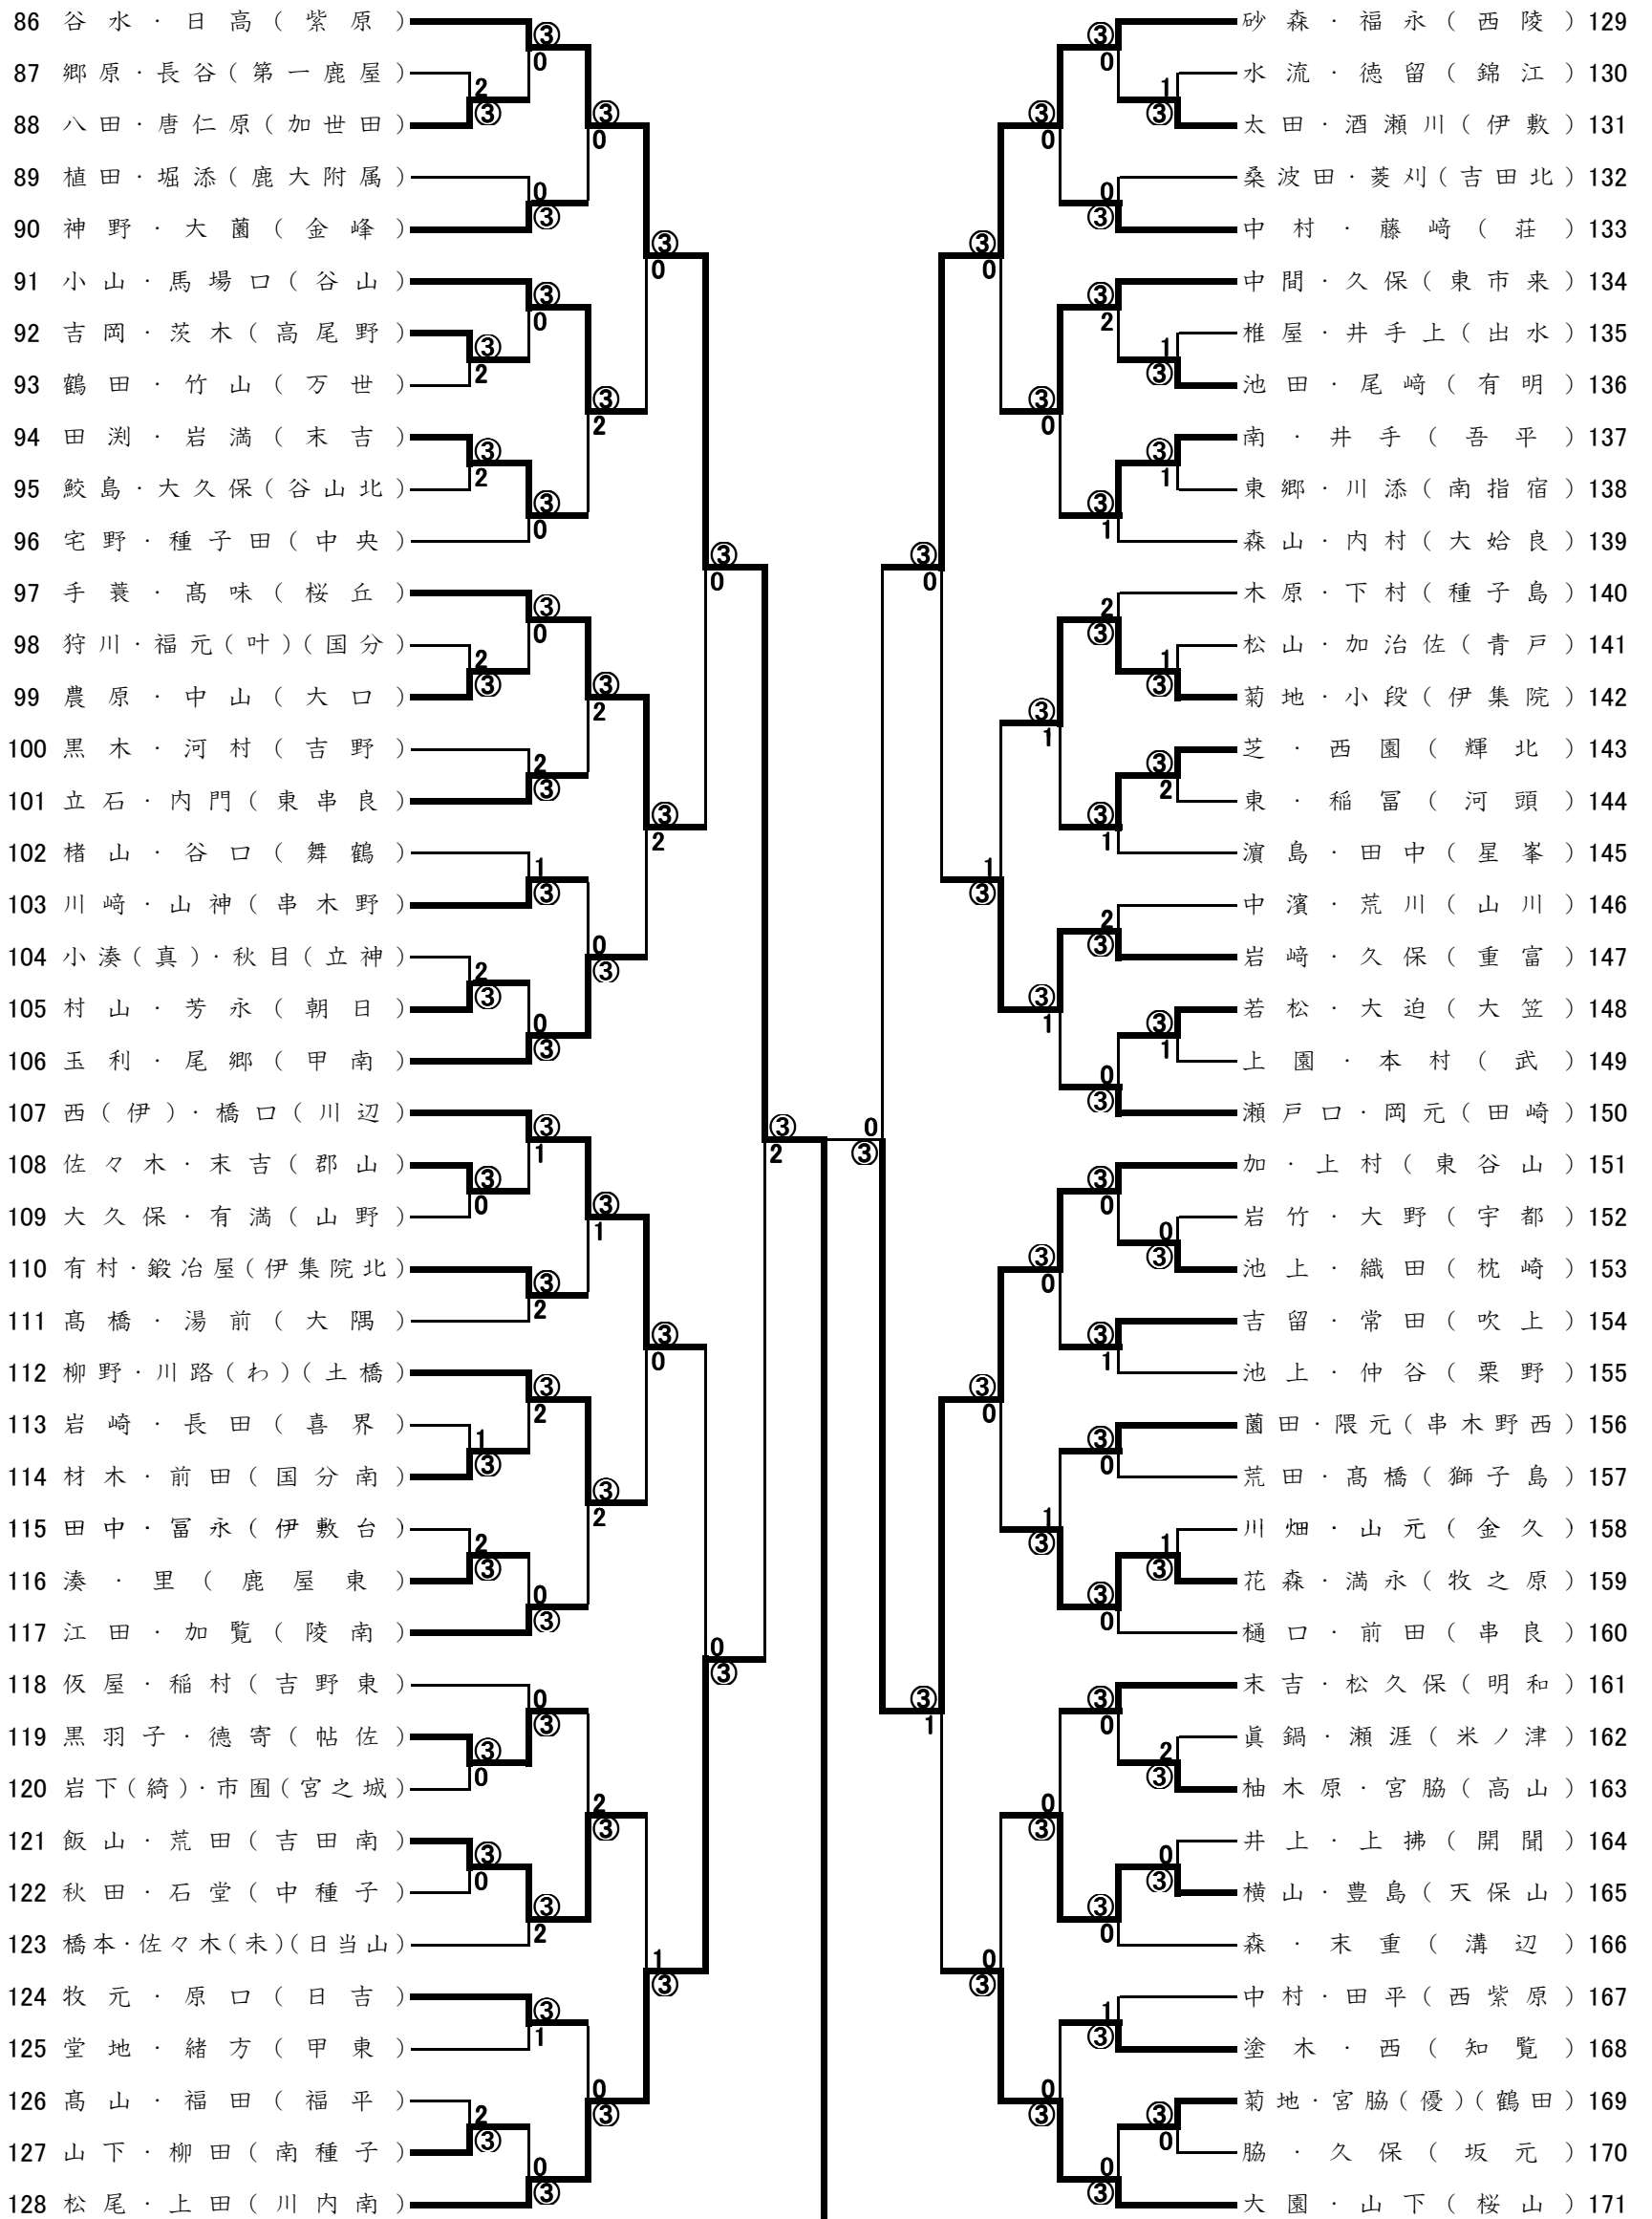 86 谷水・日高(紫原)
87 郷原・長谷(第一鹿屋)
88 八田・唐仁原(加世田)
89 植田・堀添(鹿大附属)
90 神野・大薗(金峰)
91 小山・馬場口(谷山)
92 吉岡・茨木(高尾野)
93 鶴田・竹山(万世)
94 田渕・岩満(末吉)
95 鮫島・大久保(谷山北)
96 宅野・種子田(中央)
97 手蓑・髙味(桜丘)
98 狩川・福元(叶)(国分)
99 農原・中山(大口)
100 黒木・河村(吉野)
101 立石・内門(東串良)
102 楮山・谷口(舞鶴)
103 川﨑・山神(串木野)
104 小湊(真)・秋目(立神)
105 村山・芳永(朝日)
106 玉利・尾郷(甲南)
107 西(伊)・橋口(川辺)
108 佐々木・末吉(郡山)
109 大久保・有満(山野)
110 有村・鍛冶屋(伊集院北)
111 髙橋・湯前(大隅)
112 柳野・川路(わ)(土橋)
113 岩崎・長田(喜界)
114 材木・前田(国分南)
115 田中・冨永(伊敷台)
116 湊・里(鹿屋東)
117 江田・加覧(陵南)
118 仮屋・稲村(吉野東)
119 黒羽子・徳寄(帖佐)
120 岩下(綺)・市囿(宮之城)
121 飯山・荒田(吉田南)
122 秋田・石堂(中種子)
123 橋本・佐々木(未)(日当山)
124 牧元・原口(日吉)
125 堂地・緒方(甲東)
126 髙山・福田(福平)
127 山下・柳田(南種子)
128 松尾・上田(川内南)
砂森・福永(西陵)129
水流・徳留(錦江)130
太田・酒瀬川(伊敷)131
桑波田・菱刈(吉田北)132
中村・藤﨑(荘)133
中間・久保(東市来)134
椎屋・井手上(出水)135
池田・尾﨑(有明)136
南・井手(吾平)137
東郷・川添(南指宿)138
森山・内村(大姶良)139
木原・下村(種子島)140
松山・加治佐(青戸)141
菊地・小段(伊集院)142
芝・西園(輝北)143
東・稲冨(河頭)144
濵島・田中(星峯)145
中濱・荒川(山川)146
岩﨑・久保(重富)147
若松・大迫(大笠)148
上園・本村(武)149
瀬戸口・岡元(田崎)150
加・上村(東谷山)151
岩竹・大野(宇都)152
池上・織田(枕崎)153
吉留・常田(吹上)154
池上・仲谷(栗野)155
薗田・隈元(串木野西)156
荒田・髙橋(獅子島)157
川畑・山元(金久)158
花森・満永(牧之原)159
樋口・前田(串良)160
末吉・松久保(明和)161
眞鍋・瀬涯(米ノ津)162
柚木原・宮脇(高山)163
井上・上拂(開聞)164
横山・豊島(天保山)165
森・末重(溝辺)166
中村・田平(西紫原)167
塗木・西(知覧)168
菊地・宮脇(優)(鶴田)169
脇・久保(坂元)170
大園・山下(桜山)171